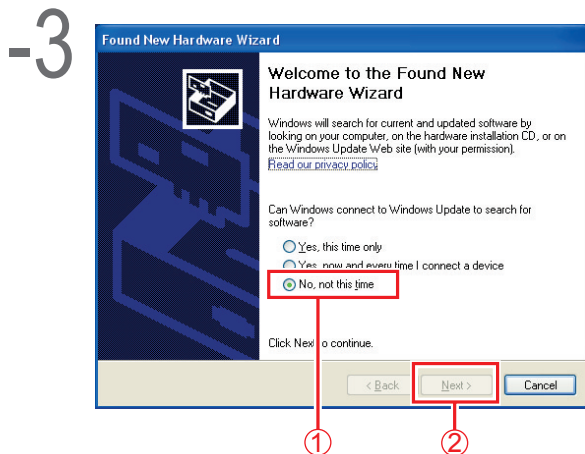 -3
Found New Hardware Wizard
Welcome to the Found New
Hardware Wizard
Windows will search for current and updated software by
looking on your computer, on the hardware installation CD, or on
the Windows Update Web site (with your permission).
Read our privacy policy
Can Windows connect to Windows Update to search for
software?
Yes, this time only
Yes, now and every time I connect a device
No, not this time
Click Next to continue.
< Back Next > Cancel
① ②